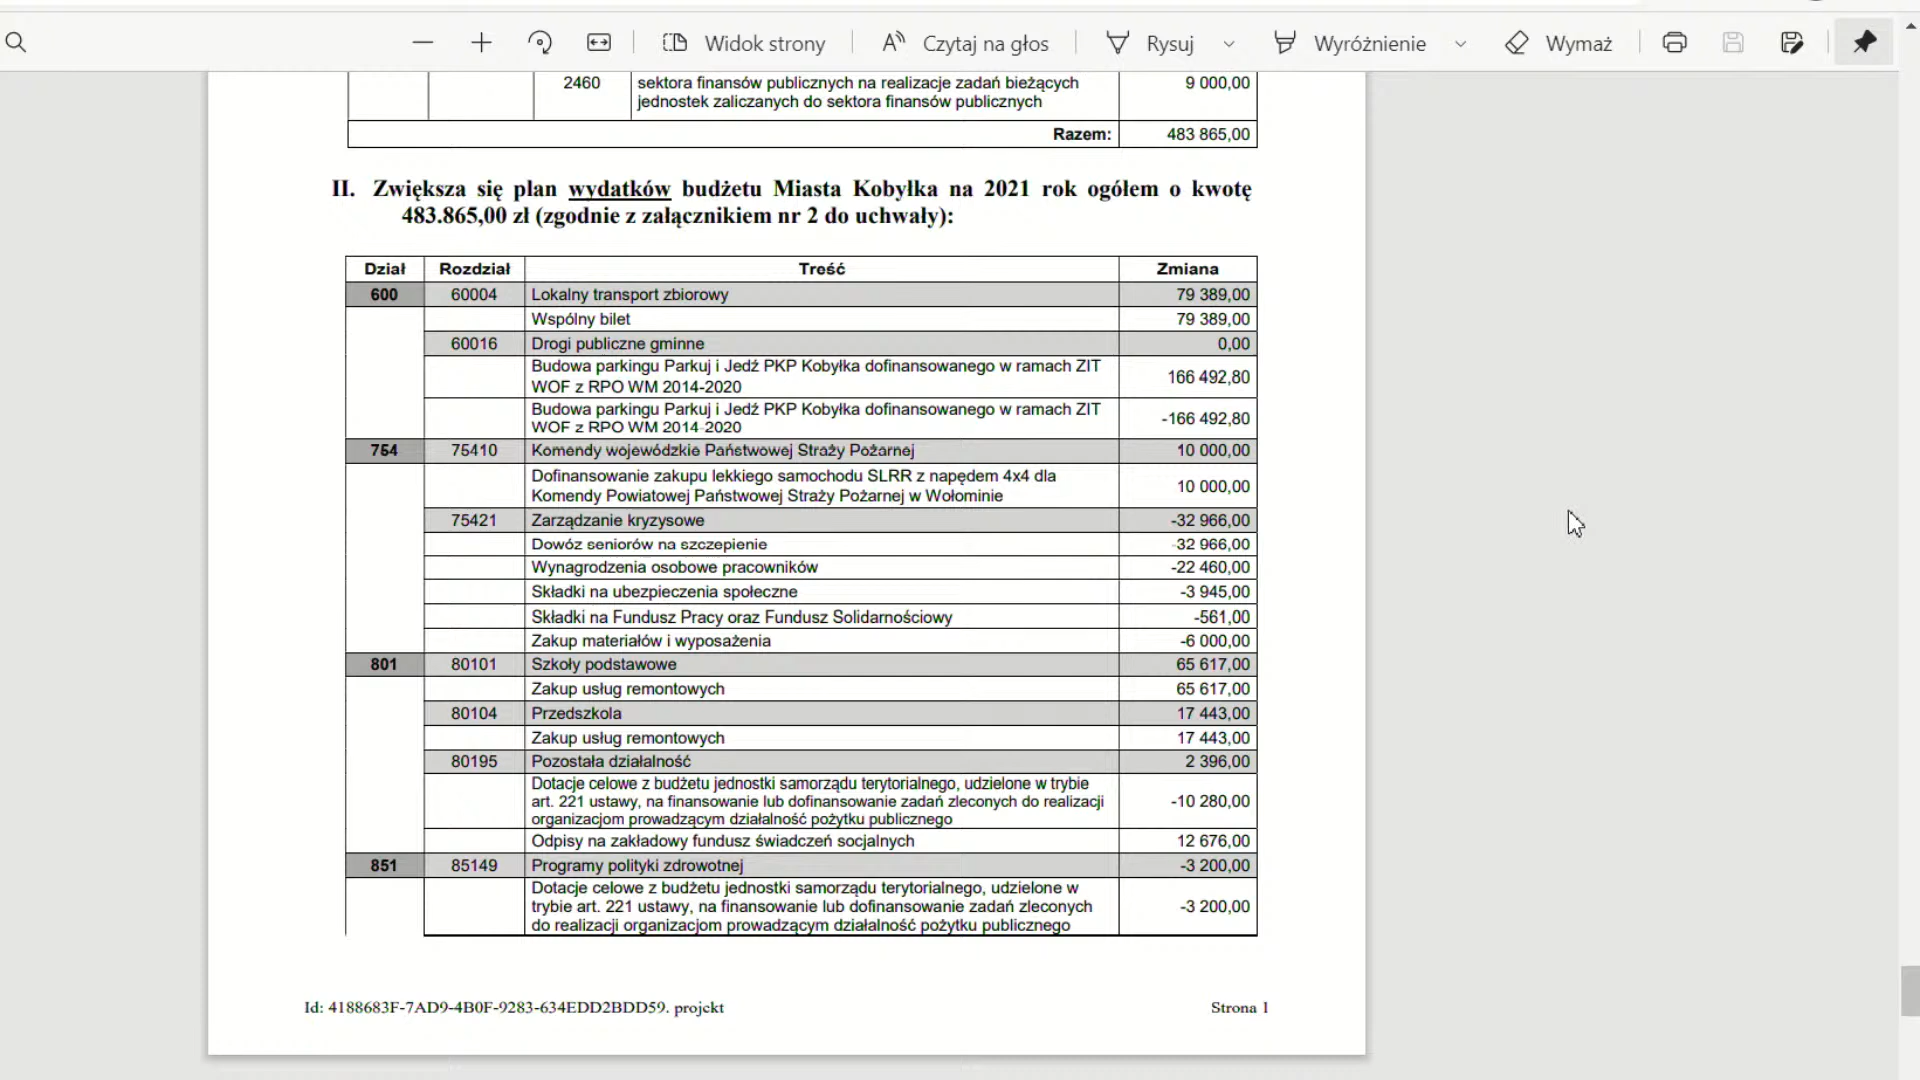 Widok strony
Czytaj na głos
Rysuj
Wyróżnienie
Wymaż
2460 sektora finansów publicznych na realizacje zadań bieżących 9 000,00
jednostek zaliczanych do sektora finansów publicznych
Razem: 483 865,00
II. Zwiększa się plan wydatków budżetu Miasta Kobyłka na 2021 rok ogółem o kwotę
483.865,00 zł (zgodnie z załącznikiem nr 2 do uchwały):
Dział Rozdział Treść Zmiana
600 60004 Lokalny transport zbiorowy 79 389,00
Wspólny bilet 79 389,00
60016 Drogi publiczne gminne 0,00
Budowa parkingu Parkuj i Jedź PKP Kobyłka dofinansowanego w ramach ZIT
WOF z RPO WM 2014-2020 166 492,80
Budowa parkingu Parkuj i Jedź PKP Kobyłka dofinansowanego w ramach ZIT
WOF z RPO WM 2014-2020 -166 492,80
754 75410 Komendy wojewódzkie Państwowej Straży Pożarnej 10 000,00
Dofinansowanie zakupu lekkiego samochodu SLRR z napędem 4x4 dla
Komendy Powiatowej Państwowej Straży Pożarnej w Wołominie 10 000,00
75421 Zarządzanie kryzysowe -32 966,00
Dowóz seniorów na szczepienie -32 966,00
Wynagrodzenia osobowe pracowników -22 460,00
Składki na ubezpieczenia społeczne -3 945,00
Składki na Fundusz Pracy oraz Fundusz Solidarnościowy -561,00
Zakup materiałów i wyposażenia -6 000,00
801 80101 Szkoły podstawowe 65 617,00
Zakup usług remontowych 65 617,00
80104 Przedszkola 17 443,00
Zakup usług remontowych 17 443,00
80195 Pozostała działalność 2 396,00
Dotacje celowe z budżetu jednostki samorządu terytorialnego, udzielone w trybie
art. 221 ustawy, na finansowanie lub dofinansowanie zadań zleconych do realizacji -10 280,00
organizacjom prowadzącym działalność pożytku publicznego
Odpisy na zakładowy fundusz świadczeń socjalnych 12 676,00
851 85149 Programy polityki zdrowotnej -3 200,00
Dotacje celowe z budżetu jednostki samorządu terytorialnego, udzielone w
trybie art. 221 ustawy, na finansowanie lub dofinansowanie zadań zleconych -3 200,00
do realizacji organizacjom prowadzącym działalność pożytku publicznego
Id: 4188683F-7AD9-4B0F-9283-634EDD2BDD59. projekt Strona 1